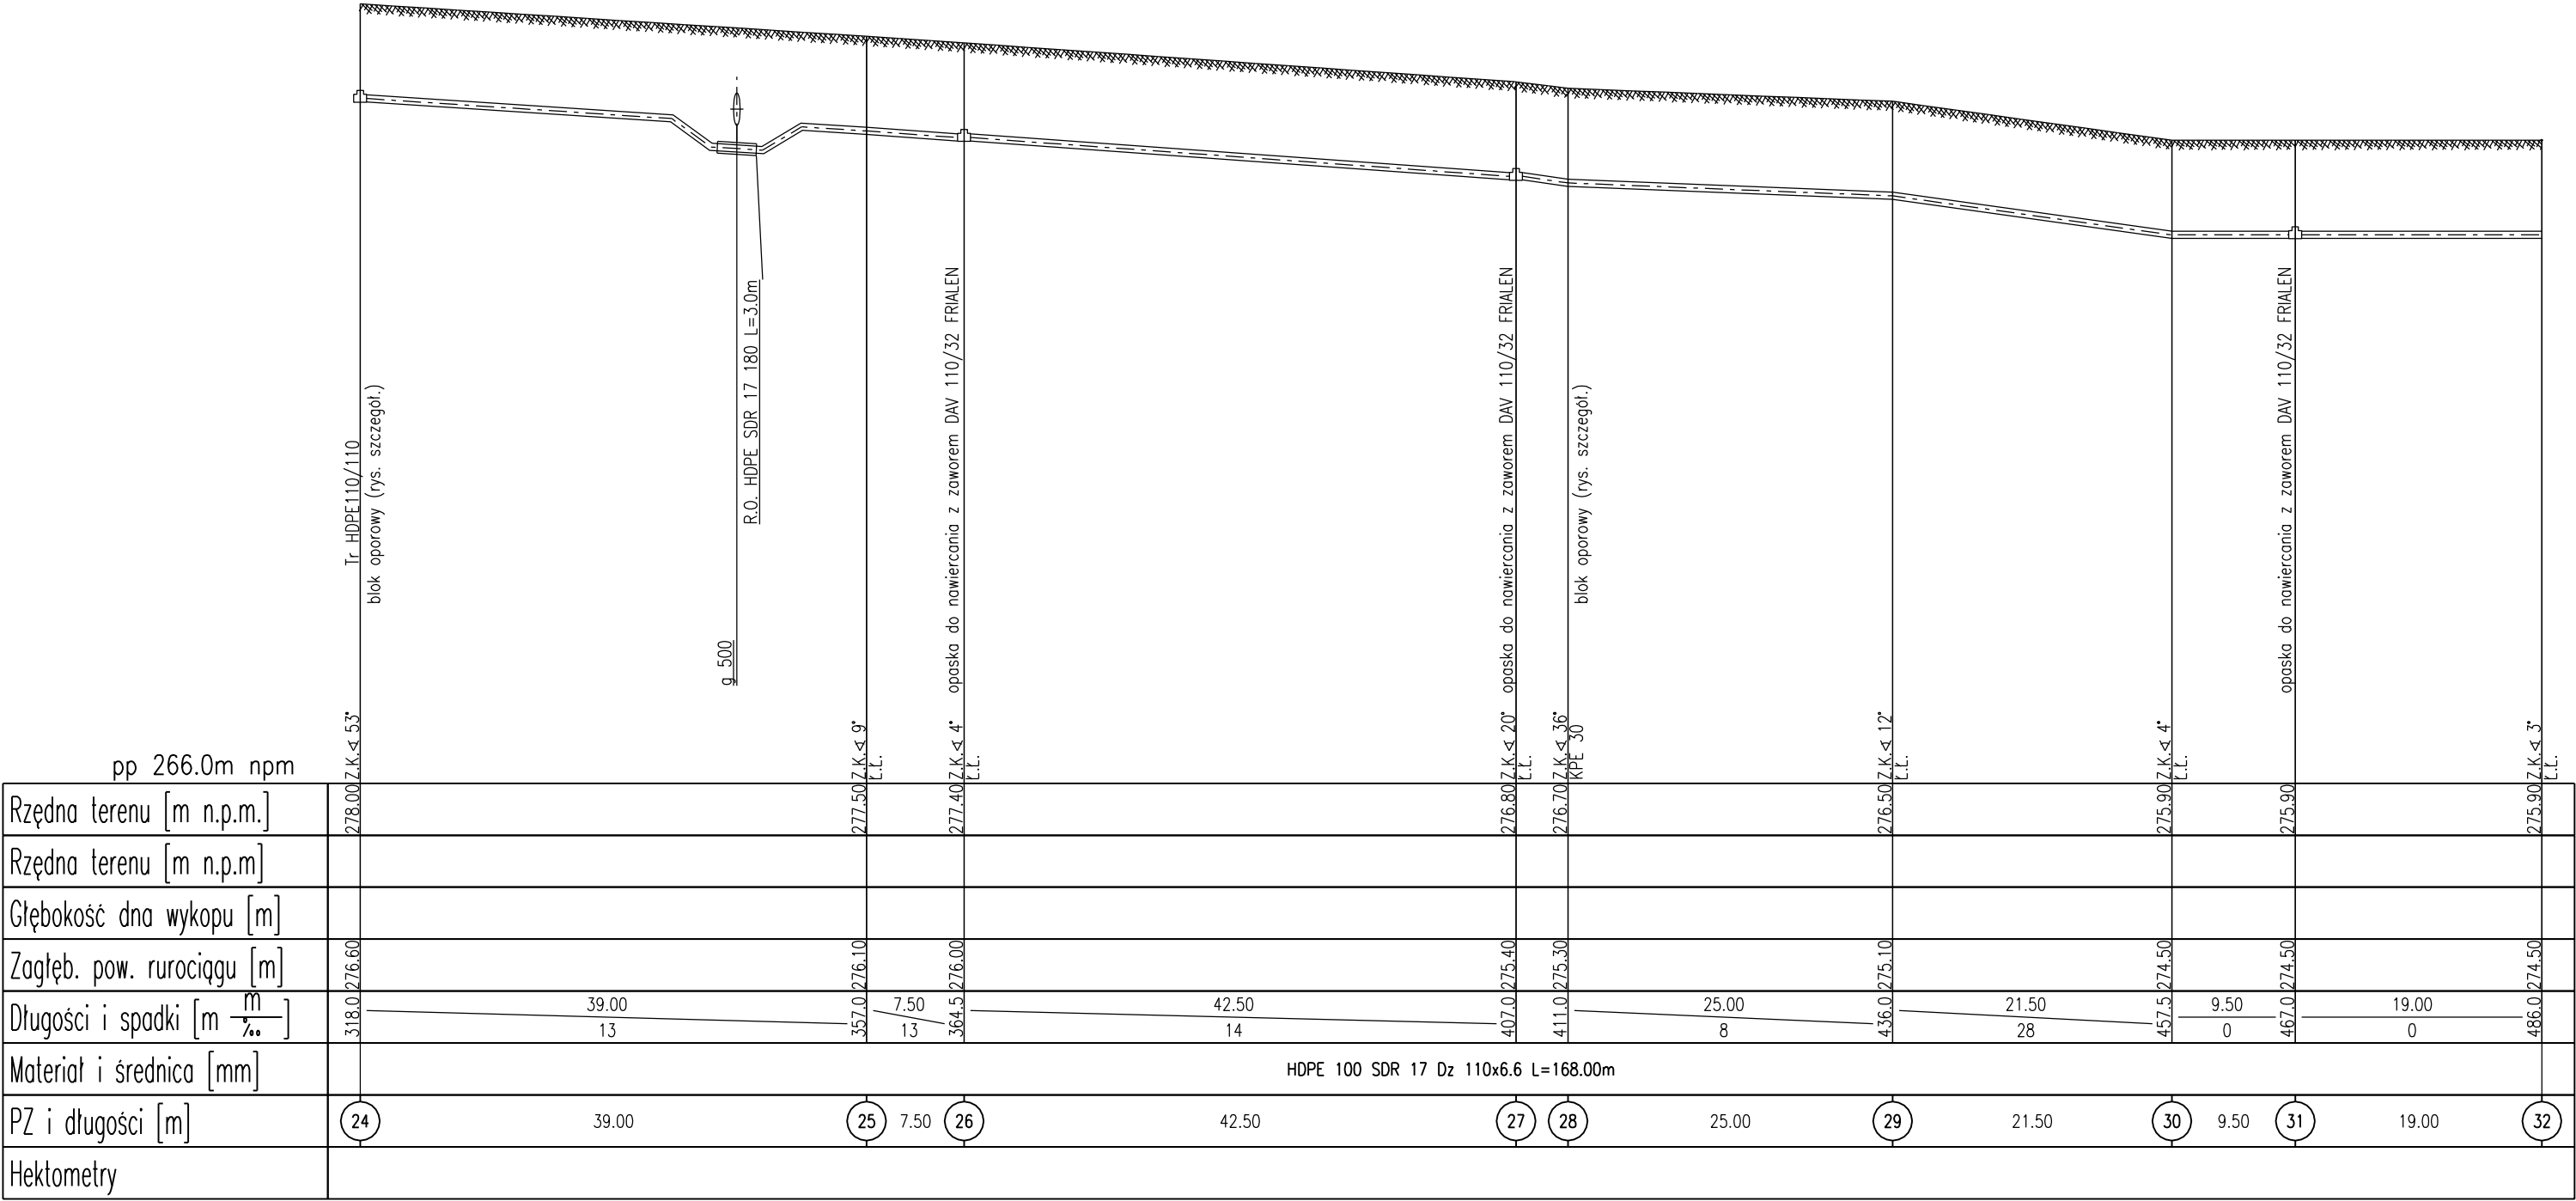 Tr HDPE110/110
blok oporowy (rys. szczegół.)
g 500
R.O. HDPE SDR 17 180 L=3.0m
opaska do nawiercania z zaworem DAV 110/32 FRIALEN
opaska do nawiercania z zaworem DAV 110/32 FRIALEN
blok oporowy (rys. szczegół.)
opaska do nawiercania z zaworem DAV 110/32 FRIALEN
Z.K.∢ 53°
Z.K.∢ 9°
Ł.Ł.
Z.K.∢ 4°
Ł.Ł.
Z.K.∢ 20°
Ł.Ł.
Z.K.∢ 36°
KPE 30
Z.K.∢ 12°
Ł.Ł.
Z.K.∢ 4°
Ł.Ł.
Z.K.∢ 3°
Ł.Ł.
pp 266.0m npm
Rzędna terenu [m n.p.m.] 278.00 277.50 277.40 276.80 276.70 276.50 275.90 275.90 275.90
Rzędna terenu [m n.p.m]
Głębokość dna wykopu [m]
Zagłęb. pow. rurociągu [m] 276.60 276.10 276.00 275.40 275.30 275.10 274.50 274.50 274.50
Długości i spadki [m m/‰] 318.0 357.0 364.5 407.0 411.0 436.0 457.5 467.0 486.0
39.00 7.50 42.50 25.00 21.50 9.50 19.00
13 13 14 8 28 0 0
Materiał i średnica [mm] HDPE 100 SDR 17 Dz 110x6.6 L=168.00m
PZ i długości [m] 24 39.00 25 7.50 26 42.50 27 28 25.00 29 21.50 30 9.50 31 19.00 32
Hektometry